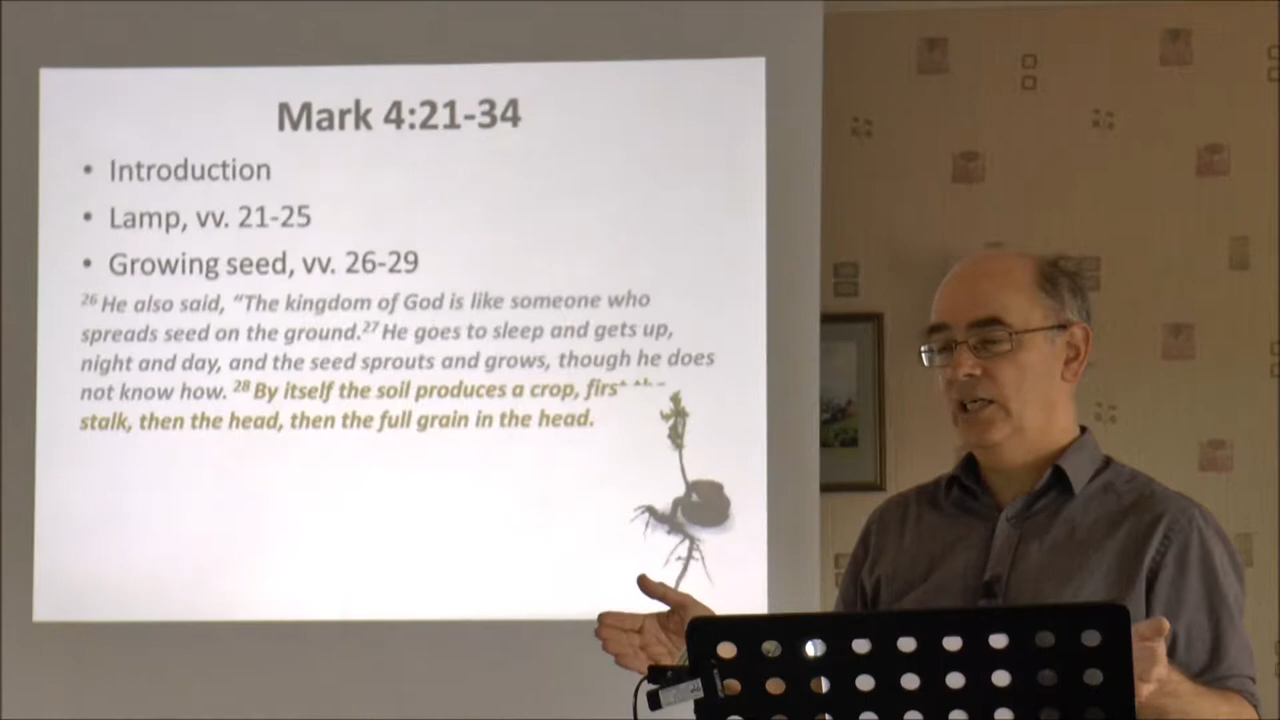 Mark 4:21-34
• Introduction
• Lamp, vv. 21-25
• Growing seed, vv. 26-29
26 He also said, “The kingdom of God is like someone who
spreads seed on the ground.27 He goes to sleep and gets up,
night and day, and the seed sprouts and grows, though he does
not know how. 28 By itself the soil produces a crop, first the
stalk, then the head, then the full grain in the head.